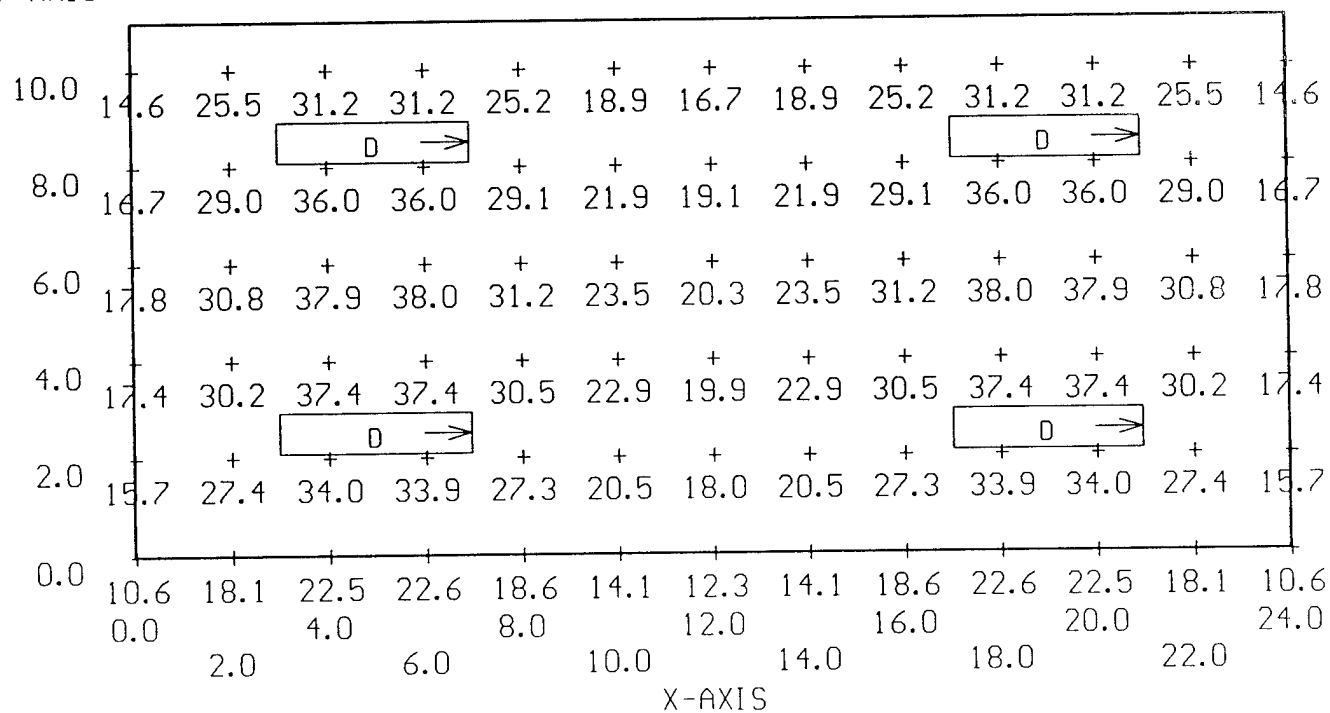 10.0 14.6 25.5 31.2 31.2 25.2 18.9 16.7 18.9 25.2 31.2 31.2 25.5 14.6
D D
8.0 16.7 29.0 36.0 36.0 29.1 21.9 19.1 21.9 29.1 36.0 36.0 29.0 16.7
6.0 17.8 30.8 37.9 38.0 31.2 23.5 20.3 23.5 31.2 38.0 37.9 30.8 17.8
4.0 17.4 30.2 37.4 37.4 30.5 22.9 19.9 22.9 30.5 37.4 37.4 30.2 17.4
D D
2.0 15.7 27.4 34.0 33.9 27.3 20.5 18.0 20.5 27.3 33.9 34.0 27.4 15.7
0.0
10.6 18.1 22.5 22.6 18.6 14.1 12.3 14.1 18.6 22.6 22.5 18.1 10.6
0.0 4.0 8.0 12.0 16.0 20.0 24.0
2.0 6.0 10.0 14.0 18.0 22.0
X-AXIS